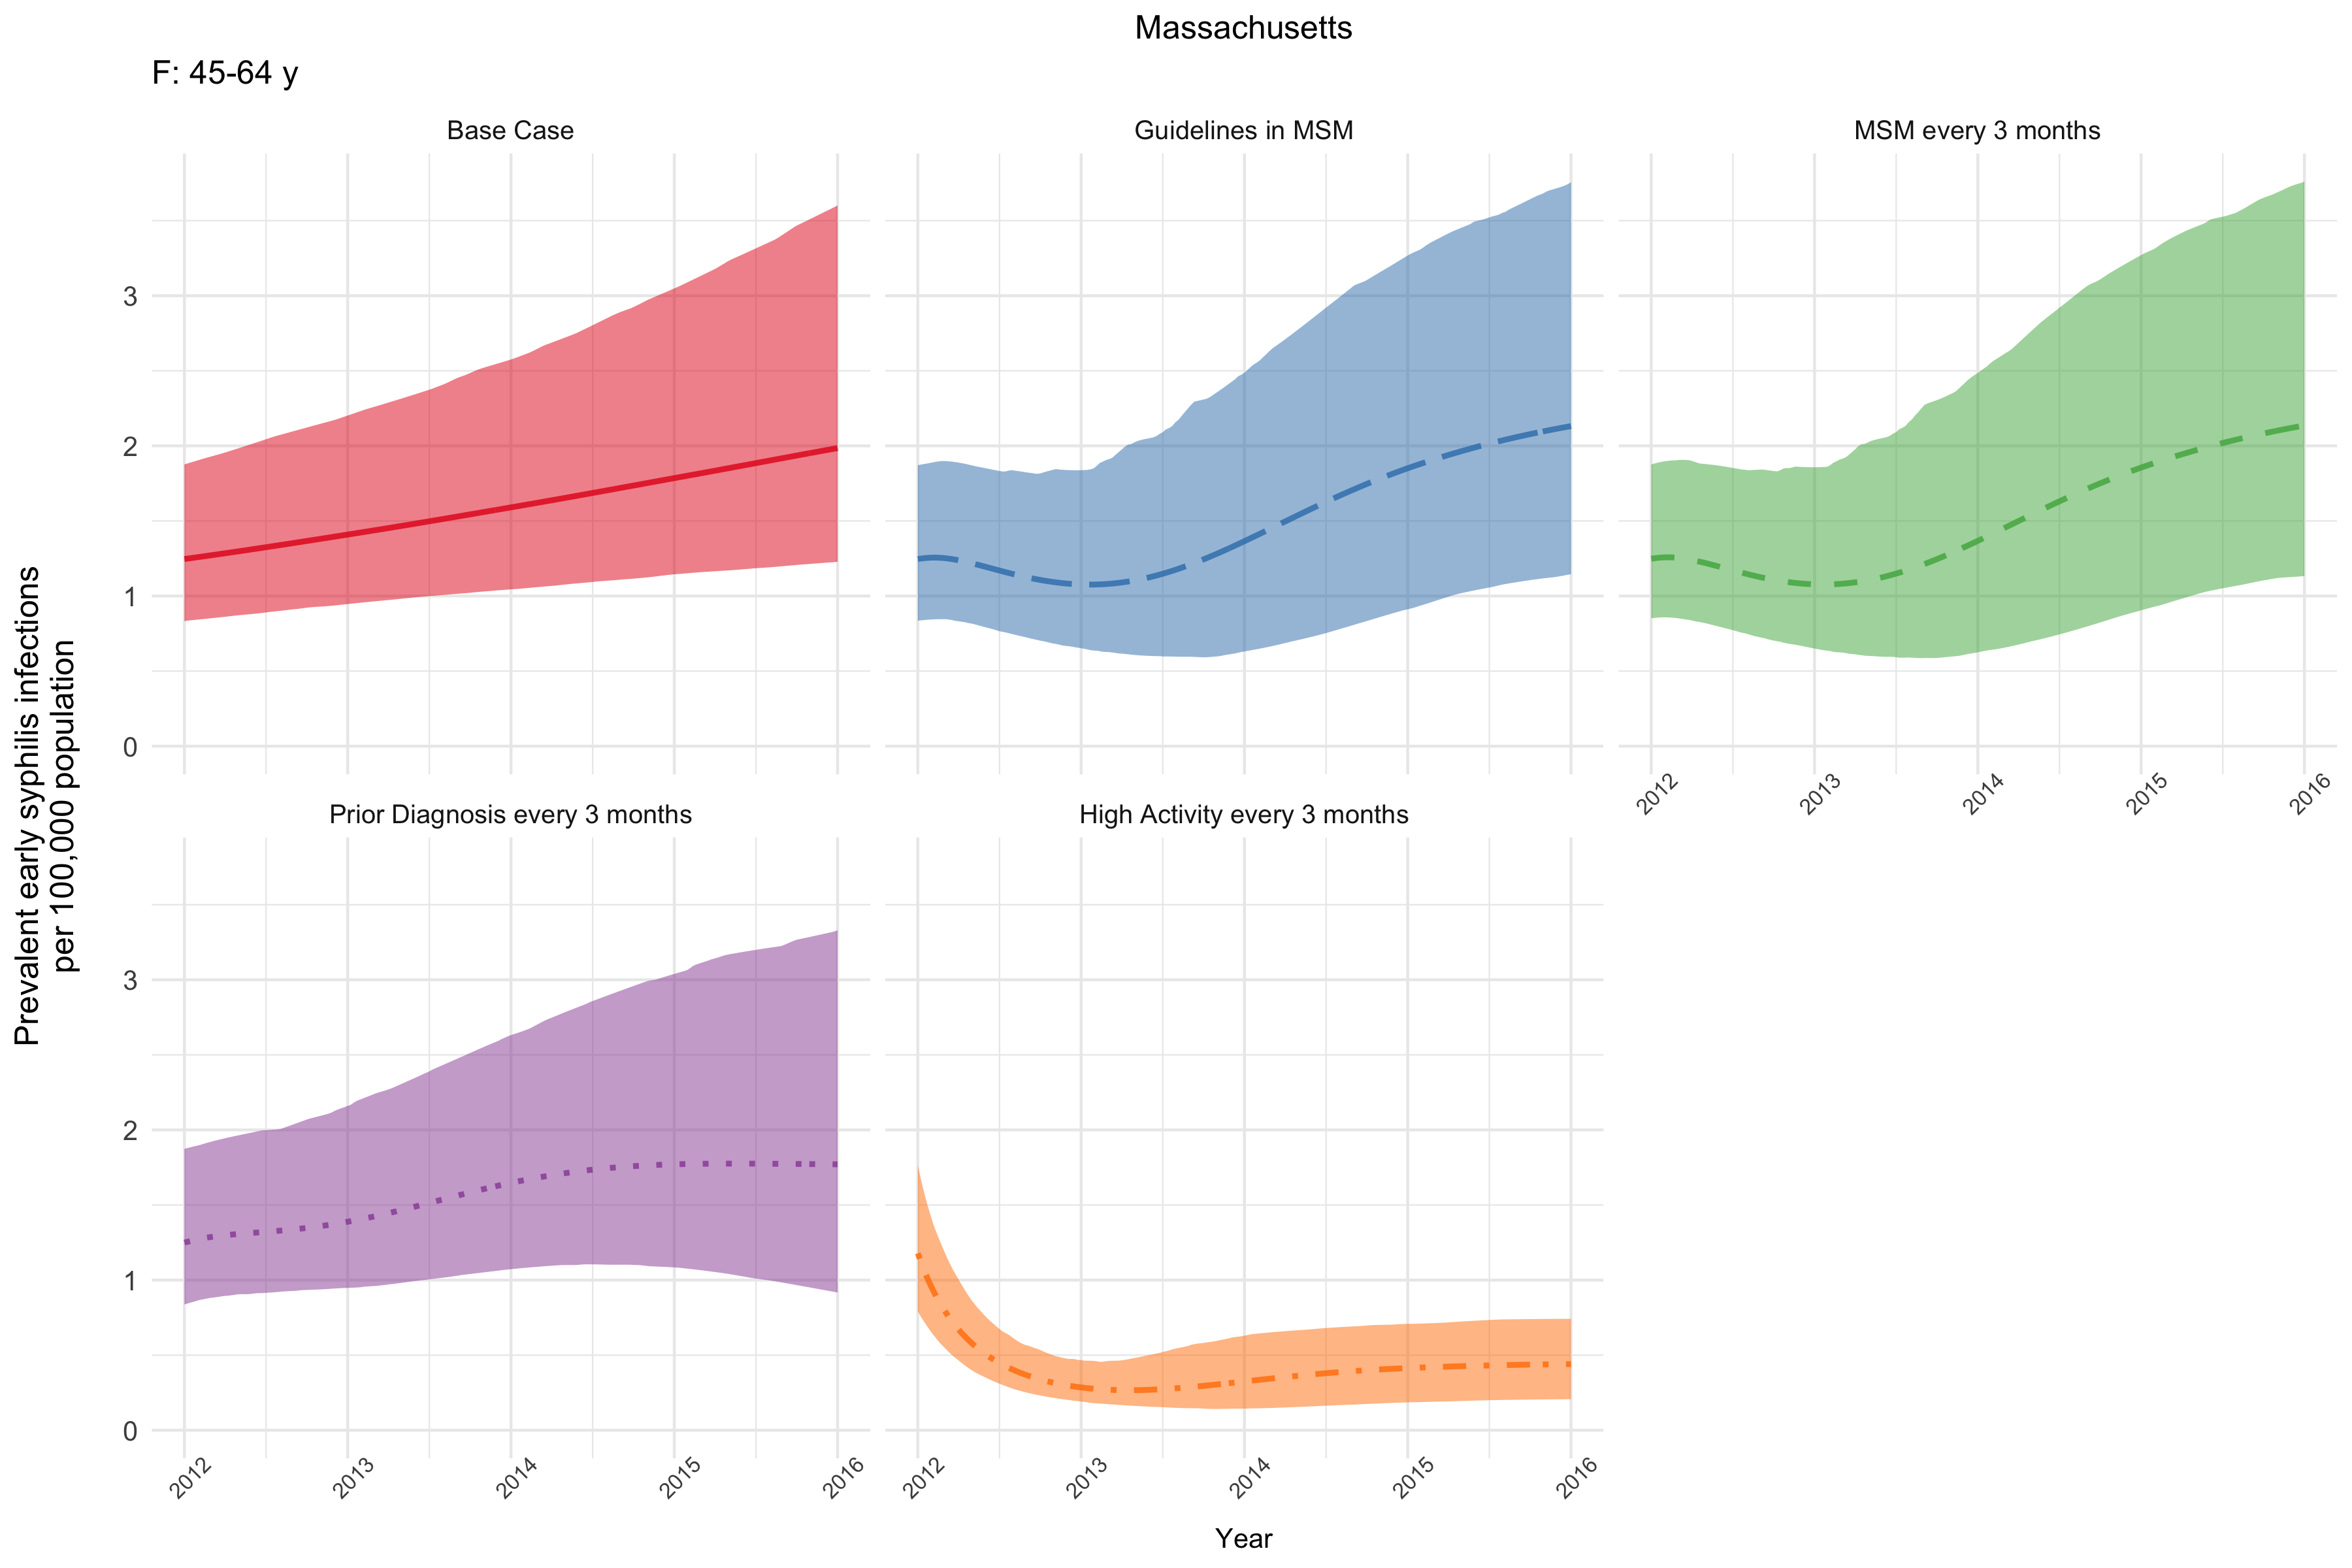 Massachusetts
F: 45-64 y
Base Case
Guidelines in MSM
MSM every 3 months
3
2
1
0
2012
2013
2014
2015
2016
Prevalent early syphilis infections
per 100,000 population
Prior Diagnosis every 3 months
High Activity every 3 months
3
2
1
0
2012
2013
2014
2015
2016
2012
2013
2014
2015
2016
Year